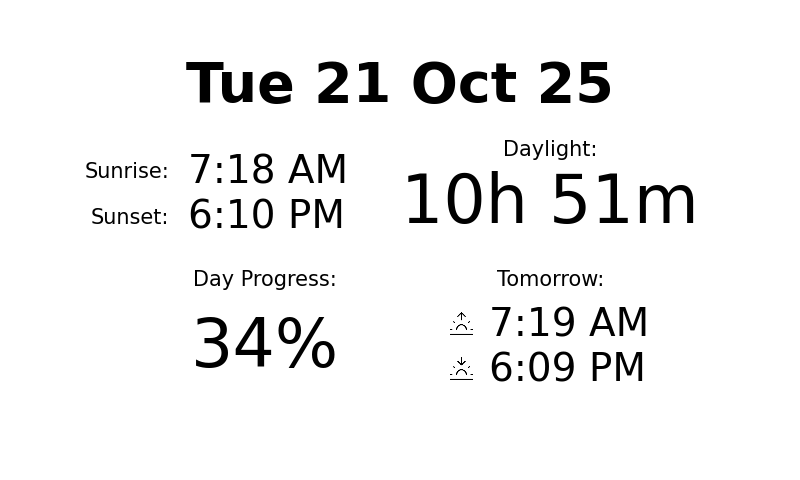 Tue 21 Oct 25
Sunrise: 7:18 AM
Sunset: 6:10 PM
Daylight:
10h 51m
Day Progress:
34%
Tomorrow:
7:19 AM
6:09 PM